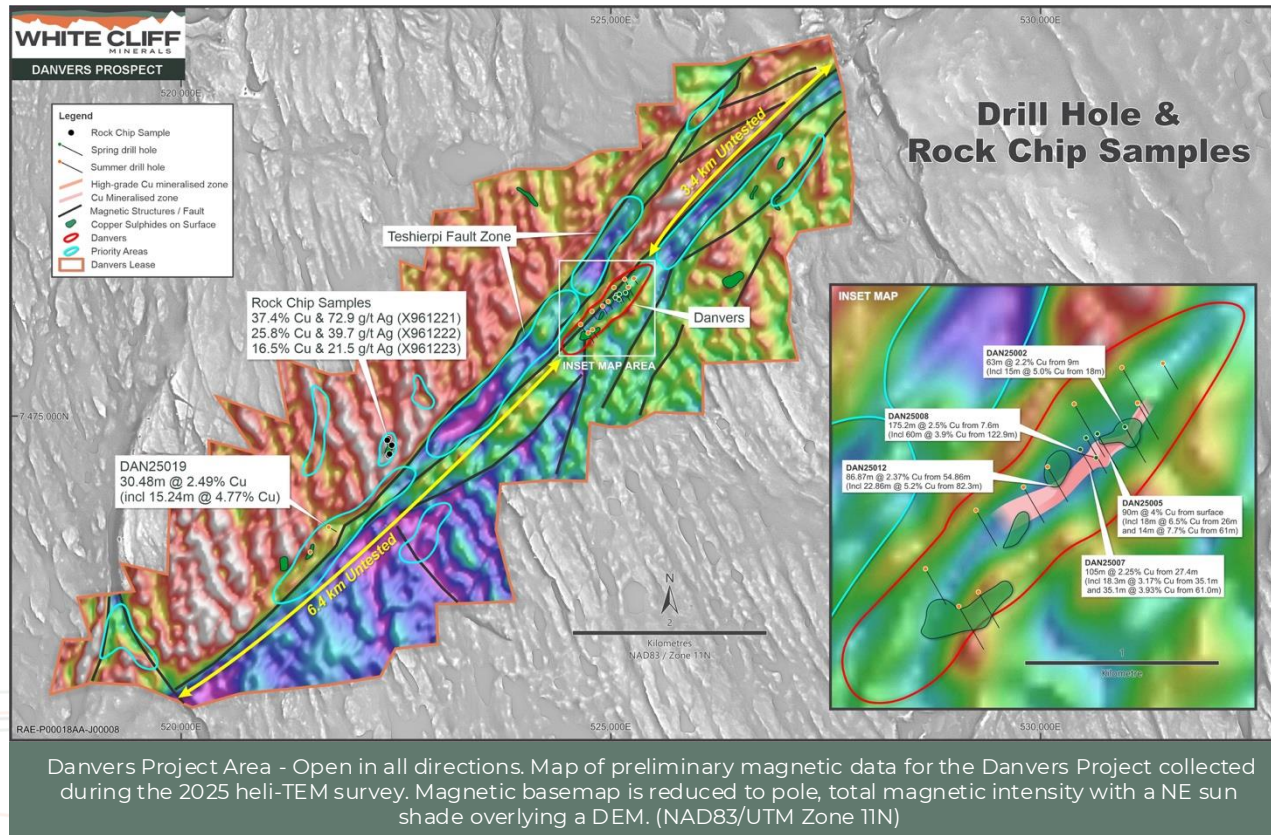 WHITE CLIFF
MINERALS
DANVERS PROSPECT
520,000E
525,000E
530,000E
Drill Hole &
Rock Chip Samples
Legend
Rock Chip Sample
Spring drill hole
Summer drill hole
High-grade Cu mineralised zone
Cu Mineralised zone
Magnetic Structures / Fault
Copper Sulphides on Surface
Danvers
Priority Areas
Danvers Lease
3.4 km Untested
Teshierpi Fault Zone
Rock Chip Samples
37.4% Cu & 72.9 g/t Ag (X961221)
25.8% Cu & 39.7 g/t Ag (X961222)
16.5% Cu & 21.5 g/t Ag (X961223)
Danvers
INSET MAP AREA
7,475,000N
DAN25019
30.48m @ 2.49% Cu
(incl 15.24m @ 4.77% Cu)
6.4 km Untested
N
2
Kilometres
NAD83 / Zone 11N
INSET MAP
DAN25002
63m @ 2.2% Cu from 9m
(Incl 15m @ 5.0% Cu from 18m)
DAN25008
175.2m @ 2.5% Cu from 7.6m
(Incl 60m @ 3.9% Cu from 122.9m)
DAN25012
86.87m @ 2.37% Cu from 54.86m
(Incl 22.86m @ 5.2% Cu from 82.3m)
DAN25005
90m @ 4% Cu from surface
(Incl 18m @ 6.5% Cu from 26m
and 14m @ 7.7% Cu from 61m)
DAN25007
105m @ 2.25% Cu from 27.4m
(Incl 18.3m @ 3.17% Cu from 35.1m
and 35.1m @ 3.93% Cu from 61.0m)
1
Kilometre
RAE-P00018AA-J00008
520,000E
525,000E
530,000E
Danvers Project Area - Open in all directions. Map of preliminary magnetic data for the Danvers Project collected
during the 2025 heli-TEM survey. Magnetic basemap is reduced to pole, total magnetic intensity with a NE sun
shade overlying a DEM. (NAD83/UTM Zone 11N)